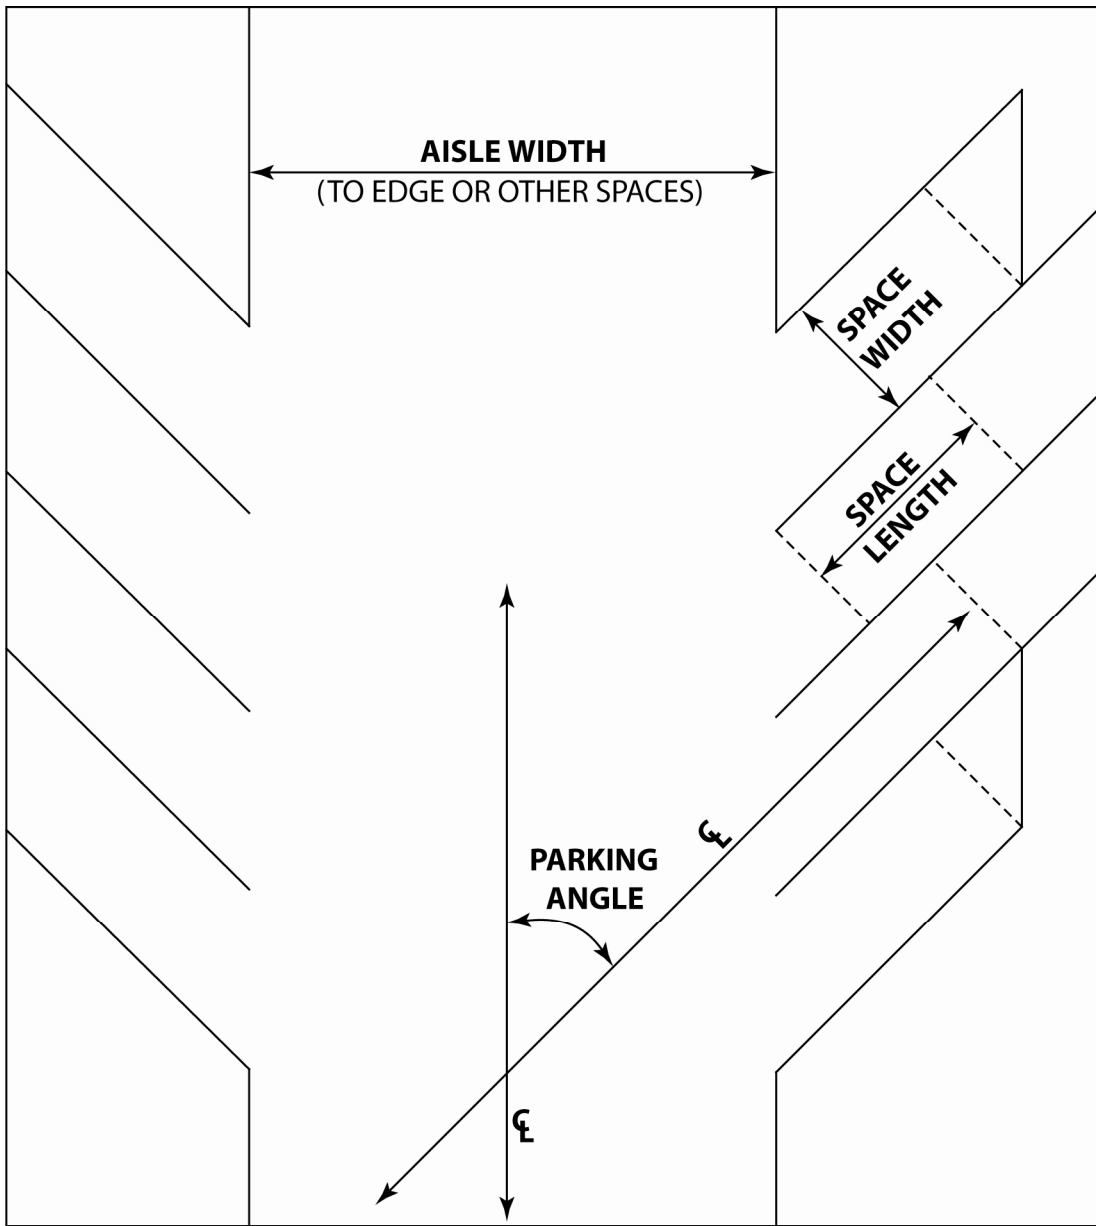 AISLE WIDTH
(TO EDGE OR OTHER SPACES)
SPACE
WIDTH
SPACE
LENGTH
℄
PARKING
ANGLE
℄